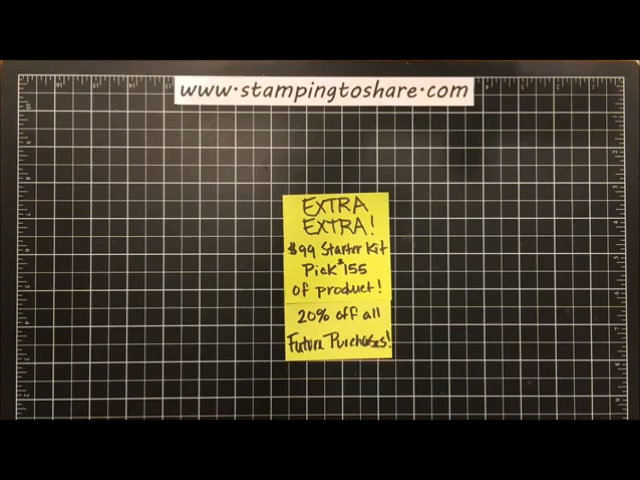 www.stampingtoshare.com
EXTRA
EXTRA!
$99 Starter Kit
Pick $155
of product!
20% off all
Future Purchases!